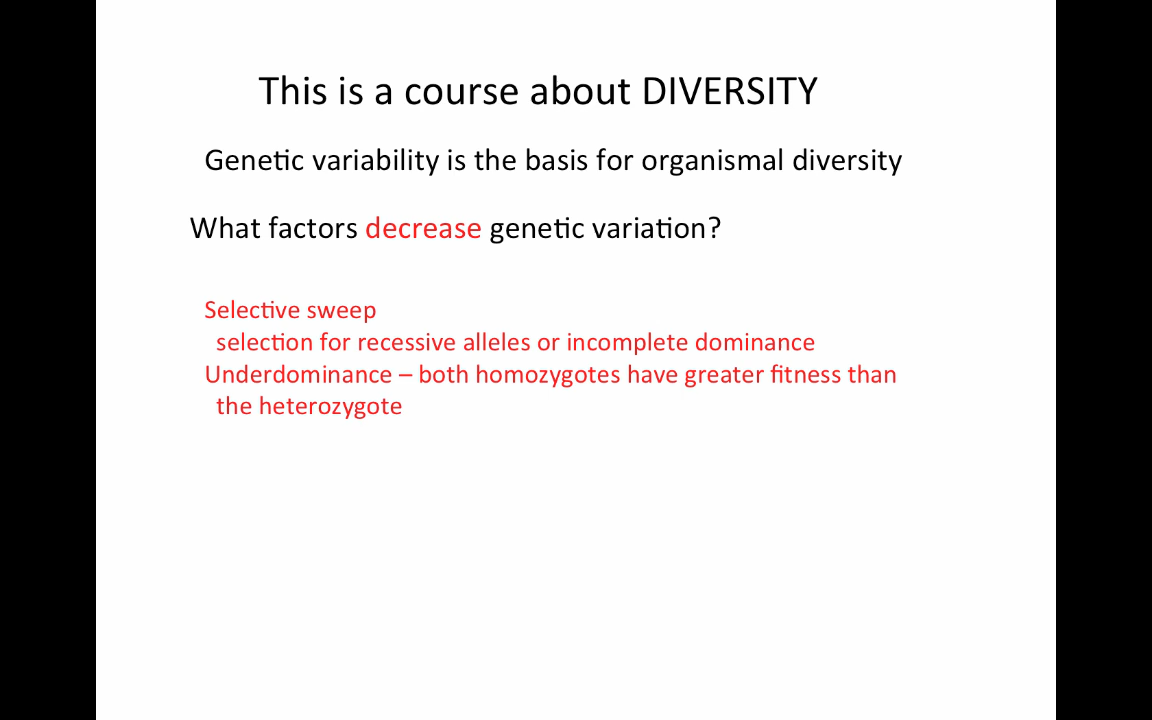 This is a course about DIVERSITY
Genetic variability is the basis for organismal diversity
What factors decrease genetic variation?
Selective sweep
selection for recessive alleles or incomplete dominance
Underdominance – both homozygotes have greater fitness than
the heterozygote